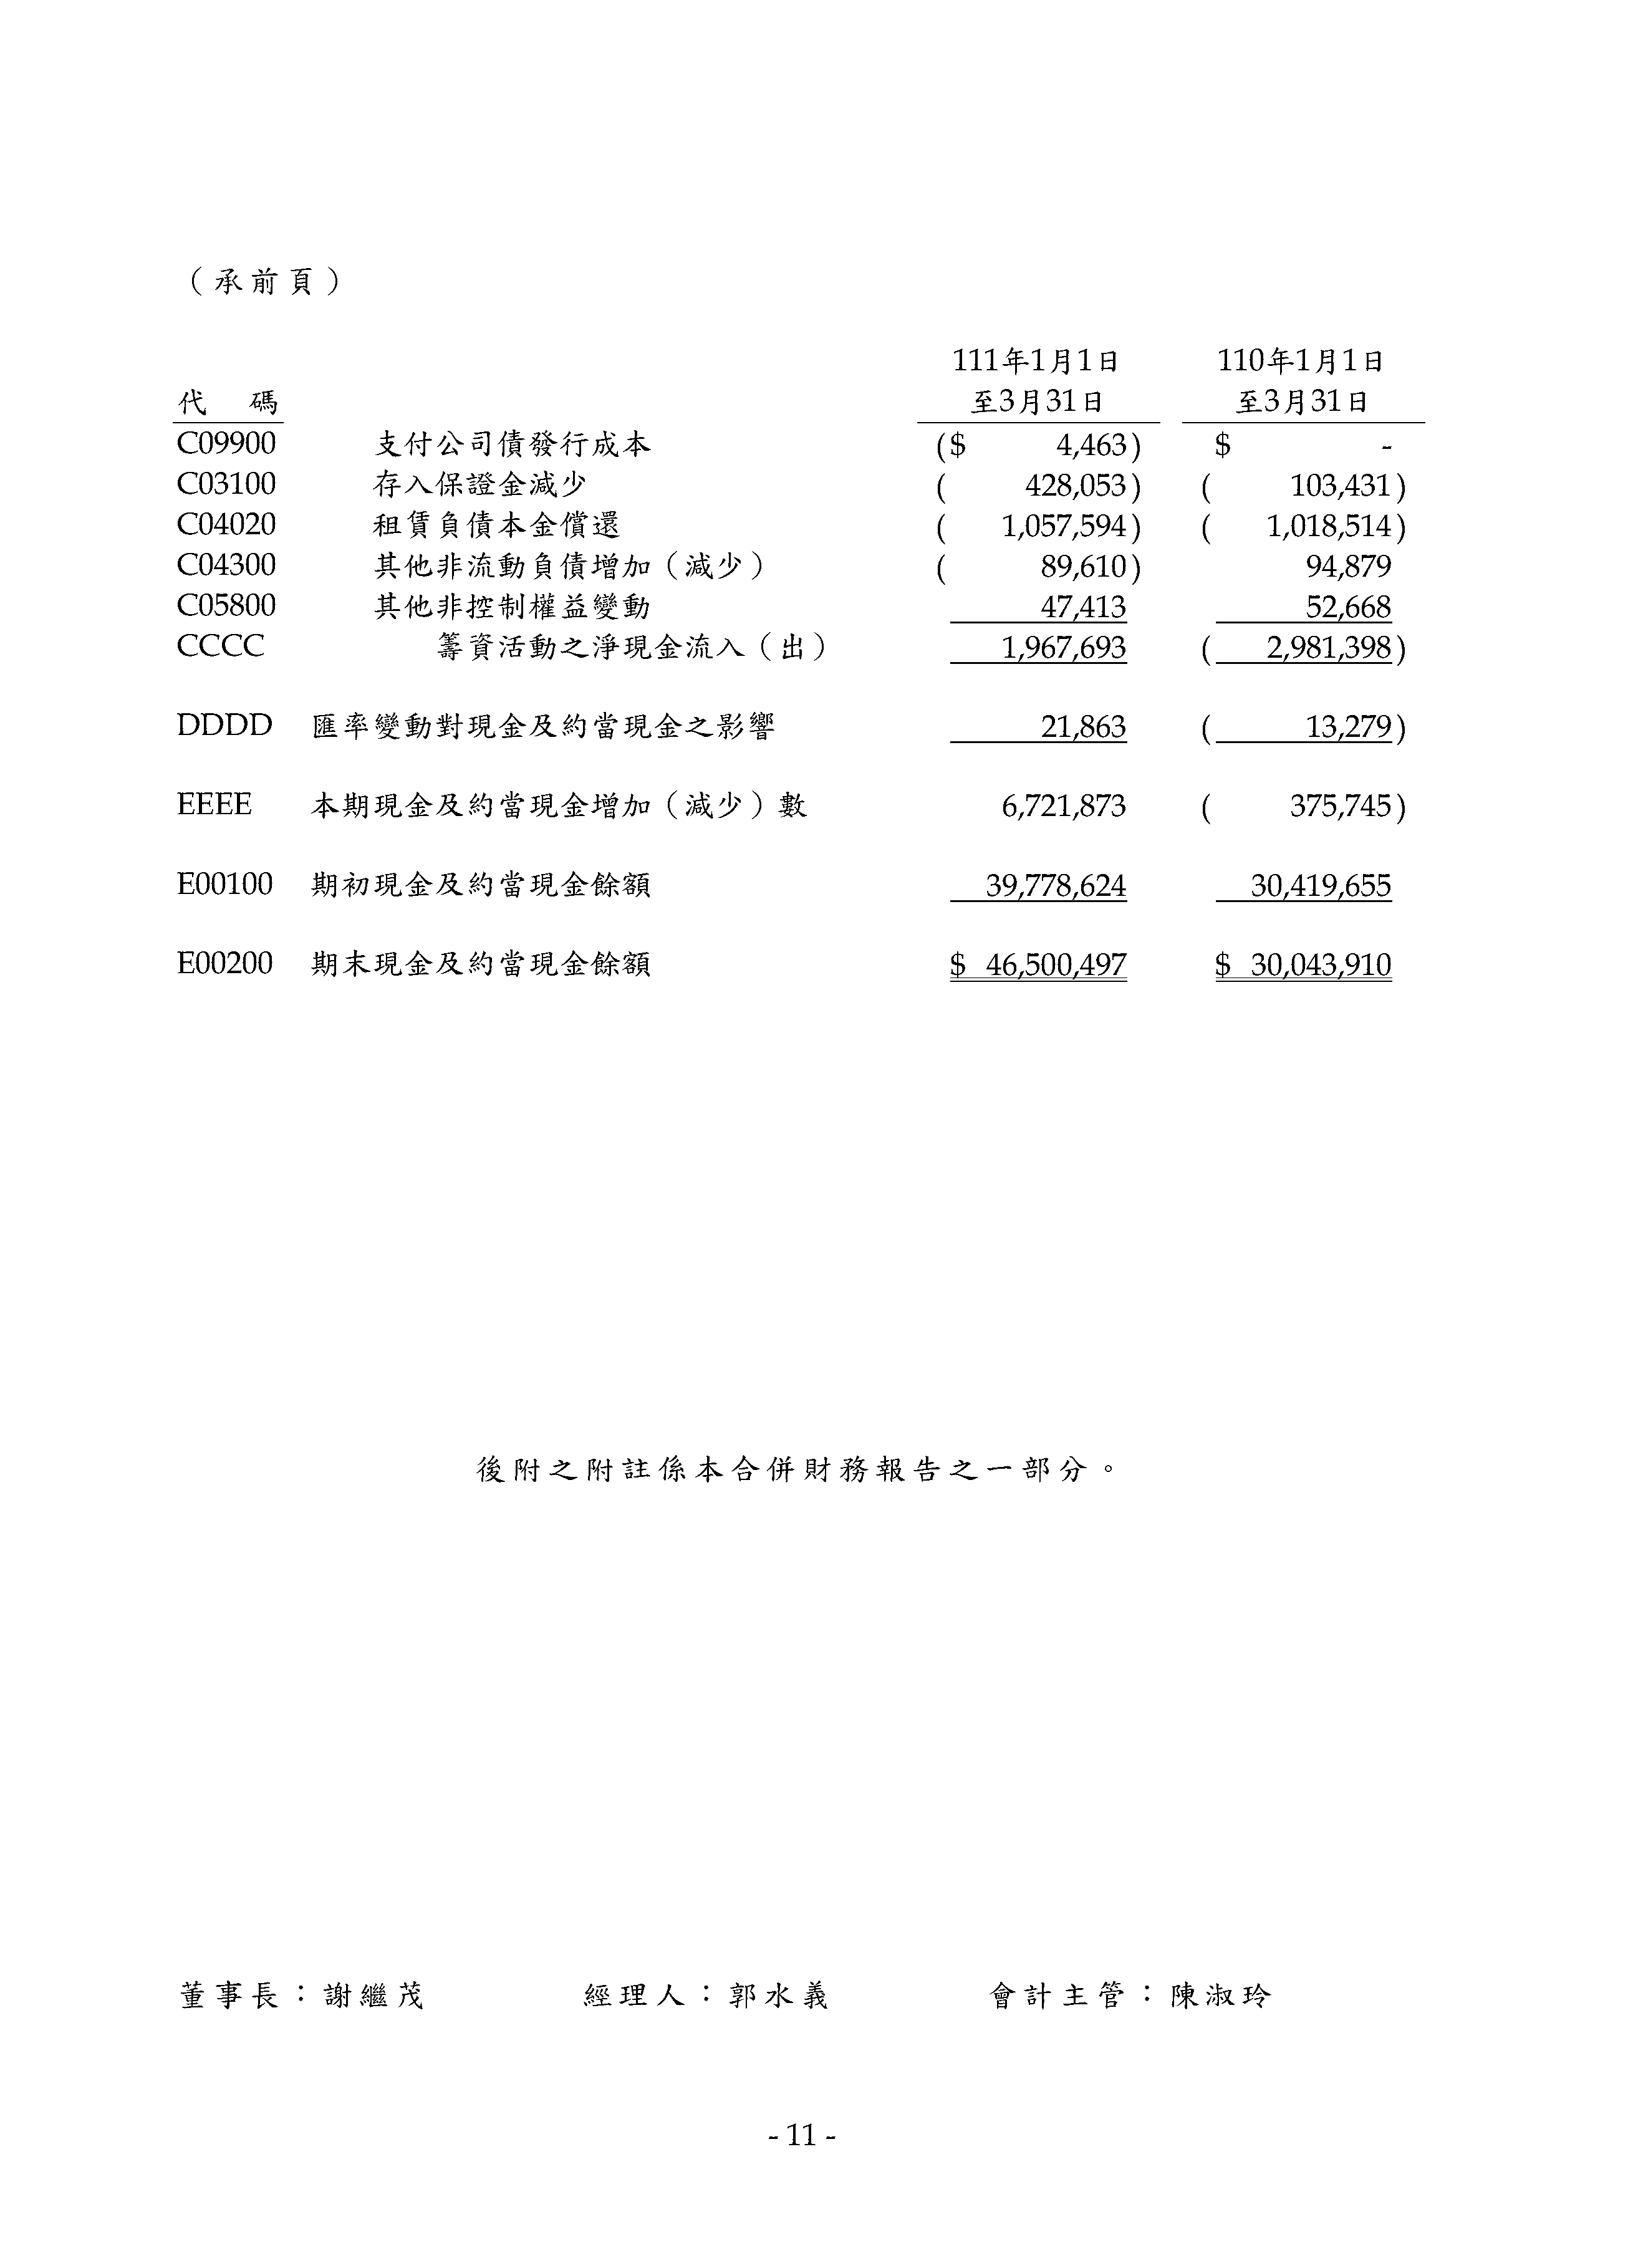 （承前頁）
111年1月1日 110年1月1日
代 碼 至3月31日 至3月31日
C09900 支付公司債發行成本 ($ 4,463) $ -
C03100 存入保證金減少 ( 428,053) ( 103,431)
C04020 租賃負債本金償還 ( 1,057,594) ( 1,018,514)
C04300 其他非流動負債增加（減少） ( 89,610) 94,879
C05800 其他非控制權益變動 47,413 52,668
CCCC 籌資活動之淨現金流入（出） 1,967,693 ( 2,981,398)
DDDD 匯率變動對現金及約當現金之影響 21,863 ( 13,279)
EEEE 本期現金及約當現金增加（減少）數 6,721,873 ( 375,745)
E00100 期初現金及約當現金餘額 39,778,624 30,419,655
E00200 期末現金及約當現金餘額 $ 46,500,497 $ 30,043,910
後附之附註係本合併財務報告之一部分。
董事長：謝繼茂 經理人：郭水義 會計主管：陳淑玲
- 11 -